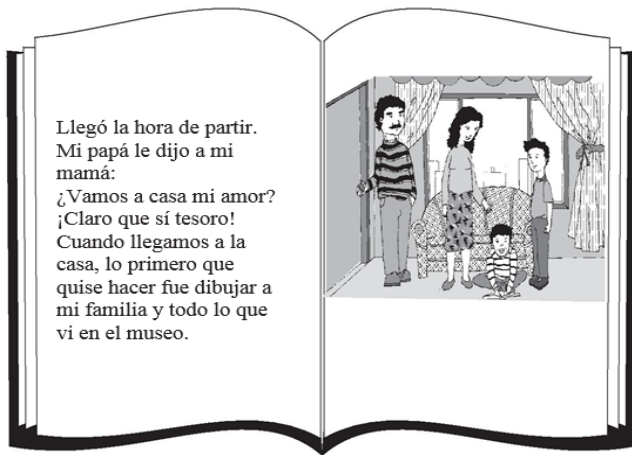 Llegó la hora de partir.
Mi papá le dijo a mi
mamá:
¿Vamos a casa mi amor?
¡Claro que sí tesoro!
Cuando llegamos a la
casa, lo primero que
quise hacer fue dibujar a
mi familia y todo lo que
vi en el museo.